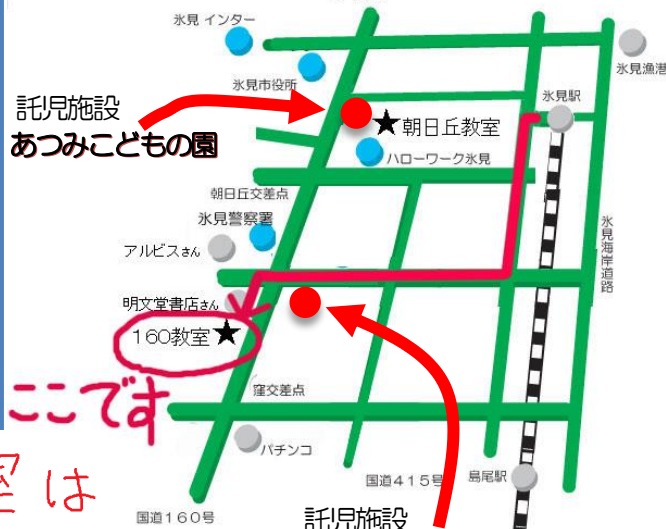 氷見 インター
氷見市役所
氷見漁港
託児施設
あつみこどもの園
★朝日丘教室
氷見駅
ハローワーク氷見
朝日丘交差点
氷見警察署
アルビスさん
氷見海岸道路
明文堂書店さん
160教室★
ここです
窪交差点
パチンコ
国道415号
島尾駅
は
国道160号
託児施設